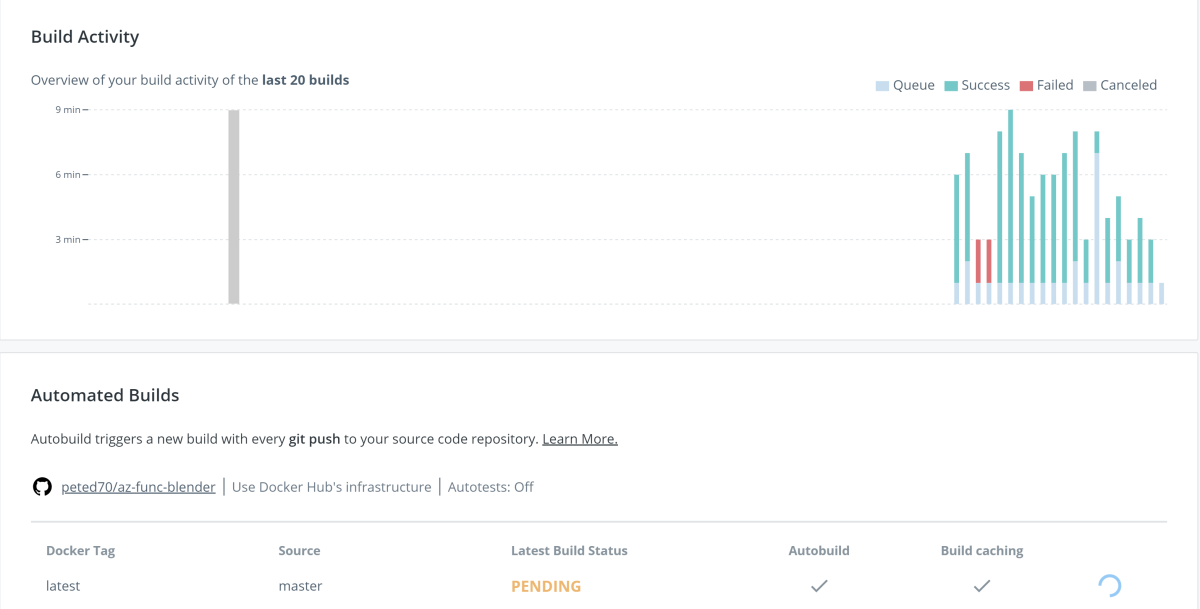 Build Activity
Overview of your build activity of the last 20 builds
Queue Success Failed Canceled
9 min
6 min
3 min
Automated Builds
Autobuild triggers a new build with every git push to your source code repository. Learn More.
peted70/az-func-blender | Use Docker Hub's infrastructure | Autotests: Off
Docker Tag Source Latest Build Status Autobuild Build caching
latest master PENDING